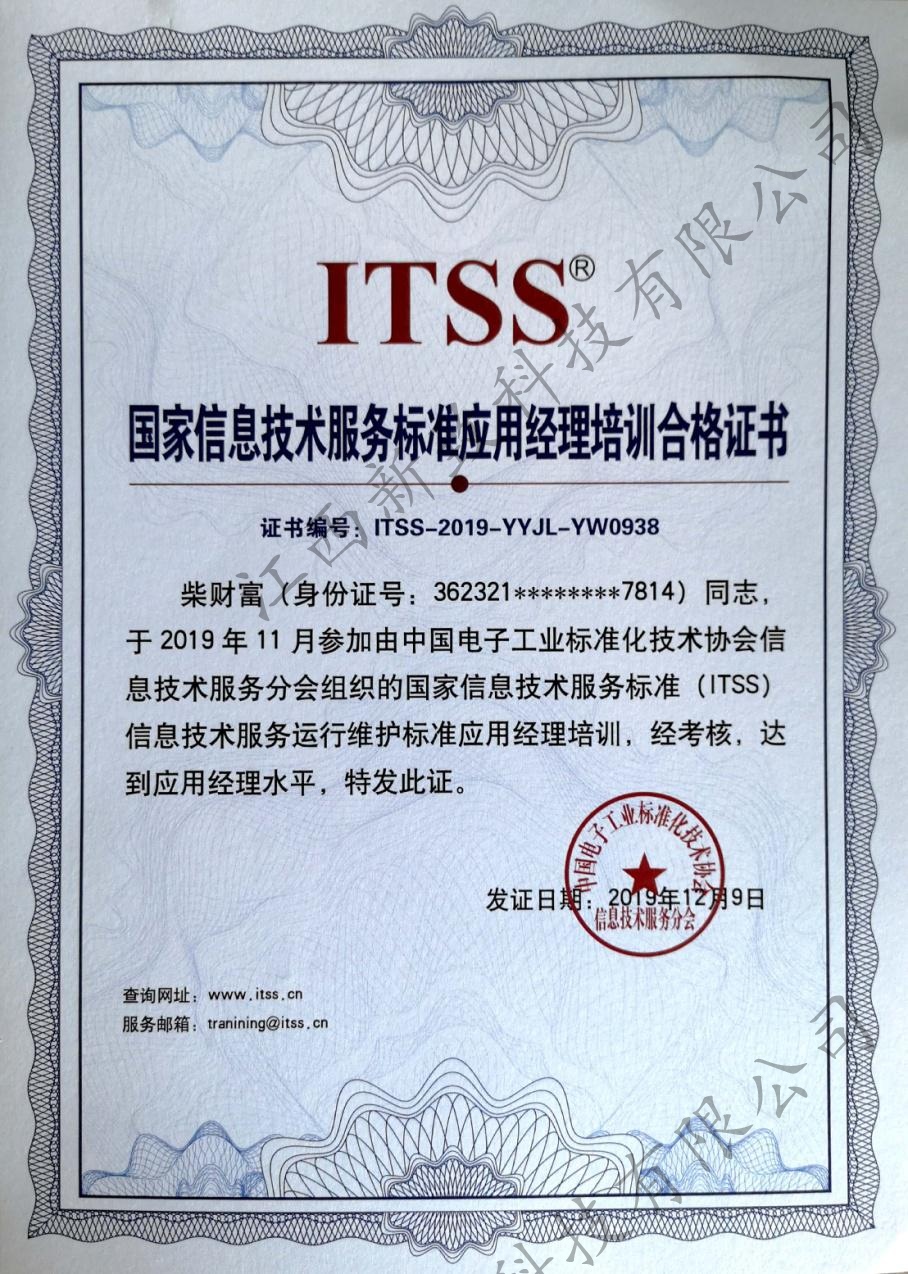 ITSS®
国家信息技术服务标准应用经理培训合格证书
证书编号：ITSS-2019-YYJL-YW0938
柴财富（身份证号：362321********7814）同志，
于 2019 年 11 月参加由中国电子工业标准化技术协会信
息技术服务分会组织的国家信息技术服务标准（ITSS）
信息技术服务运行维护标准应用经理培训，经考核，达
到应用经理水平，特发此证。
中国电子工业标准化技术协会
发证日期：2019年12月9日
信息技术服务分会
查询网址：www.itss.cn
服务邮箱：tranining@itss.cn
江西新 科技有限公司
科技有限公司